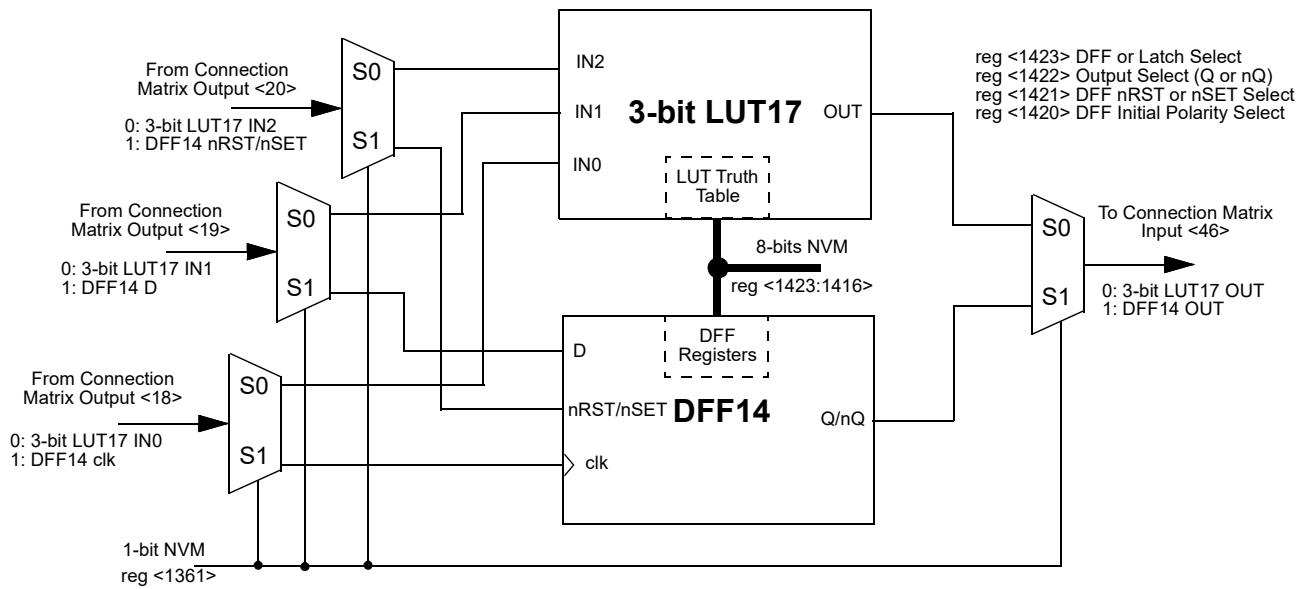 From Connection
Matrix Output <20>
0: 3-bit LUT17 IN2
1: DFF14 nRST/nSET
S0
S1
From Connection
Matrix Output <19>
0: 3-bit LUT17 IN1
1: DFF14 D
S0
S1
From Connection
Matrix Output <18>
0: 3-bit LUT17 IN0
1: DFF14 clk
S0
S1
1-bit NVM
reg <1361>
IN2
IN1
IN0
3-bit LUT17
OUT
LUT Truth
Table
8-bits NVM
reg <1423:1416>
DFF
Registers
D
nRST/nSET
DFF14
Q/nQ
clk
reg <1423> DFF or Latch Select
reg <1422> Output Select (Q or nQ)
reg <1421> DFF nRST or nSET Select
reg <1420> DFF Initial Polarity Select
S0
S1
To Connection Matrix
Input <46>
0: 3-bit LUT17 OUT
1: DFF14 OUT